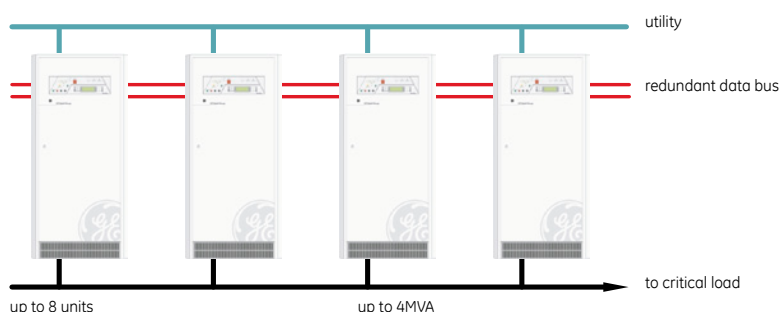 utility
redundant data bus
to critical load
up to 8 units
up to 4MVA